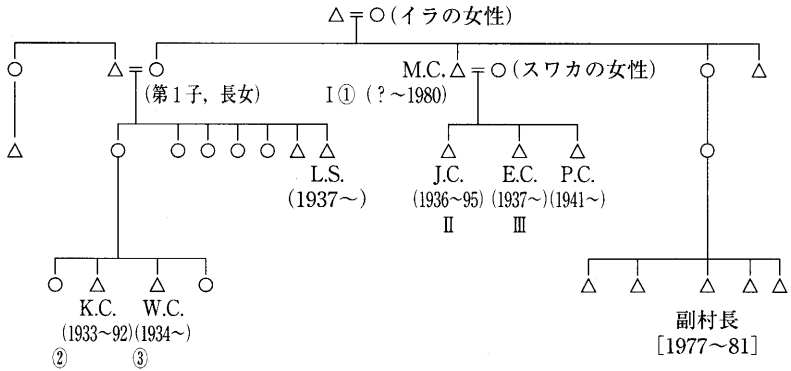 (イラの女性)
M.C.
(スワカの女性)
(第1子, 長女)
I① (?~1980)
L.S.
(1937~)
J.C.
(1936~95)
II
E.C.
(1937~)
III
P.C.
(1941~)
K.C.
(1933~92)
②
W.C.
(1934~)
③
副村長
[1977~81]